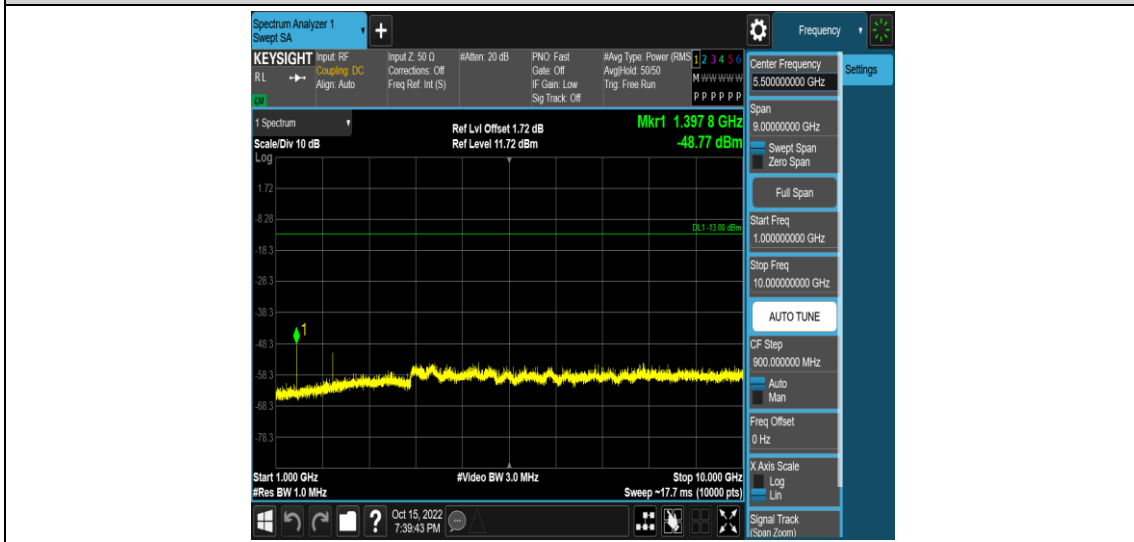 Spectrum Analyzer 1
Swept SA
+
Frequency
KEYSIGHT
RL
Input: RF
Coupling: DC
Align: Auto
Input Z: 50 Ω
Corrections: Off
Freq Ref: Int (S)
#Atten: 20 dB
PNO: Fast
Gate: Off
IF Gain: Low
Sig Track: Off
#Avg Type: Power (RMS
Avg|Hold: 50/50
Trig: Free Run
1 2 3 4 5 6
M W W W W W
P P P P P P
1 Spectrum
Scale/Div 10 dB
Log
Ref Lvl Offset 1.72 dB
Ref Level 11.72 dBm
Mkr1 1.397 8 GHz
-48.77 dBm
1.72
-8.28
-18.3
-28.3
-38.3
-48.3
-58.3
-68.3
-78.3
DL1 -13.00 dBm
1
Start 1.000 GHz
#Res BW 1.0 MHz
#Video BW 3.0 MHz
Stop 10.000 GHz
Sweep ~17.7 ms (10000 pts)
Center Frequency
5.500000000 GHz
Settings
Span
9.00000000 GHz
Swept Span
Zero Span
Full Span
Start Freq
1.000000000 GHz
Stop Freq
10.000000000 GHz
AUTO TUNE
CF Step
900.000000 MHz
Auto
Man
Freq Offset
0 Hz
X Axis Scale
Log
Lin
Signal Track
(Span Zoom)
?
Oct 15, 2022
7:39:43 PM